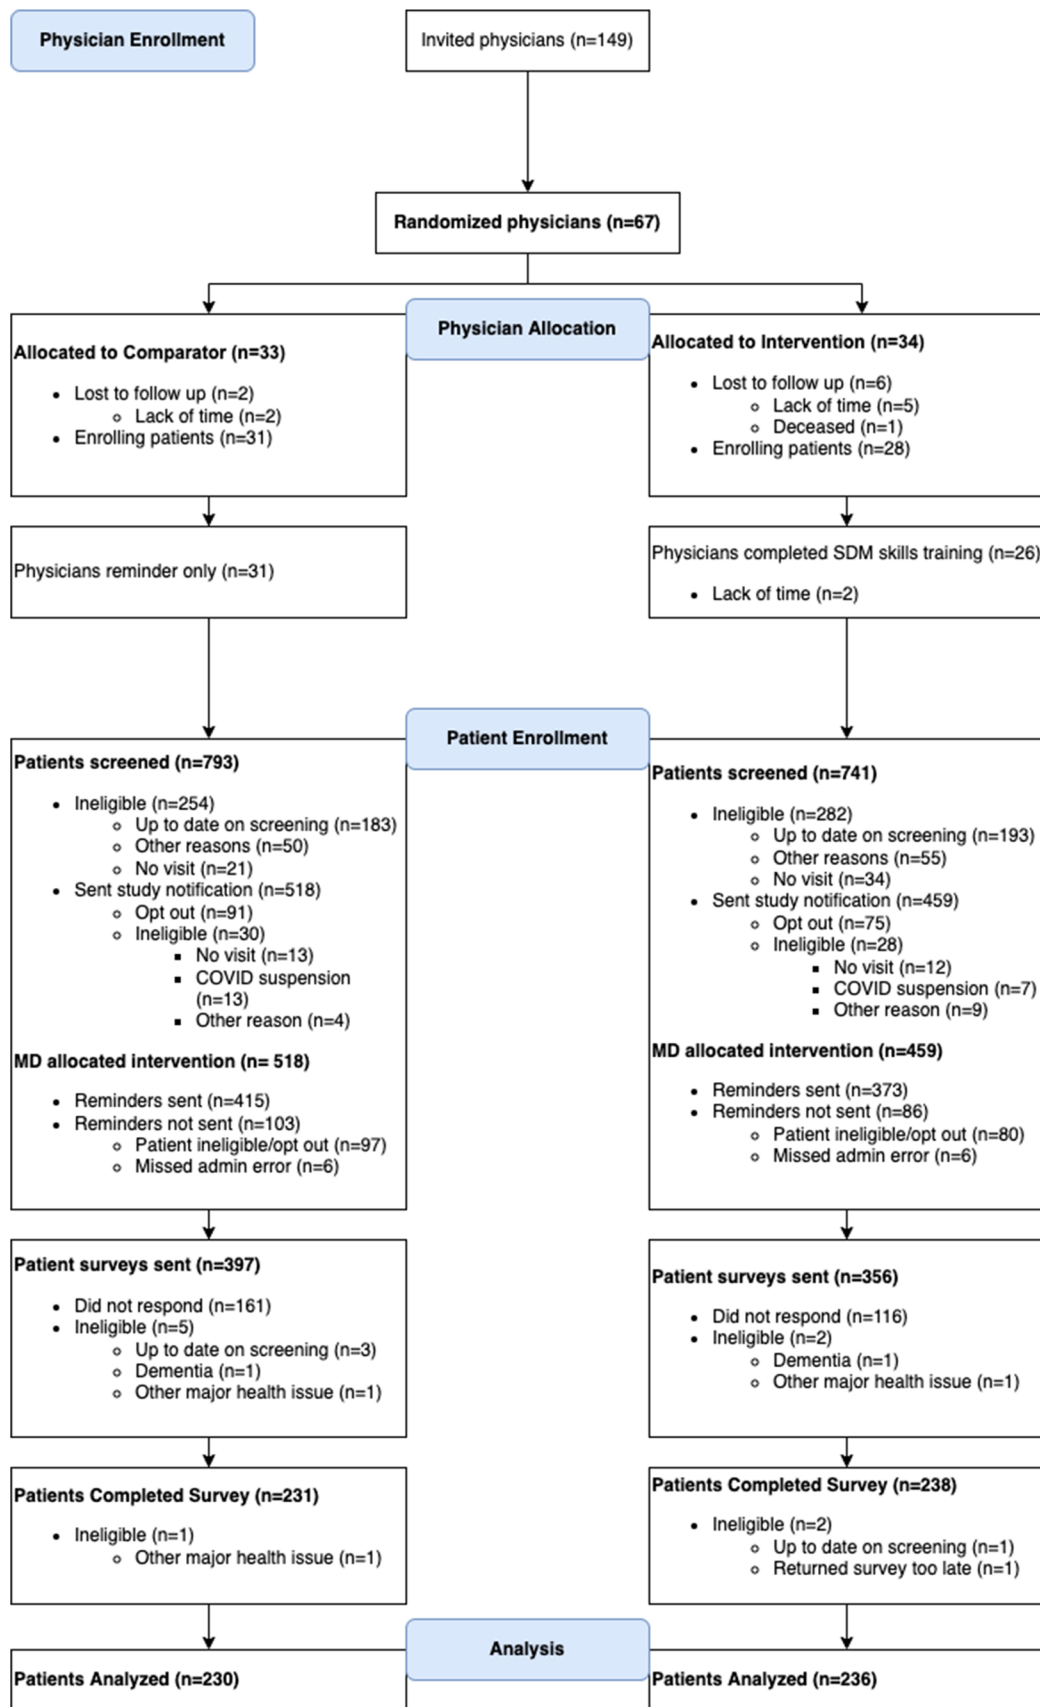 Physician Enrollment
Invited physicians (n=149)
Randomized physicians (n=67)
Physician Allocation
Allocated to Comparator (n=33)
Lost to follow up (n=2)
Lack of time (n=2)
Enrolling patients (n=31)
Allocated to Intervention (n=34)
Lost to follow up (n=6)
Lack of time (n=5)
Deceased (n=1)
Enrolling patients (n=28)
Physicians reminder only (n=31)
Physicians completed SDM skills training (n=26)
Lack of time (n=2)
Patient Enrollment
Patients screened (n=793)
Ineligible (n=254)
Up to date on screening (n=183)
Other reasons (n=50)
No visit (n=21)
Sent study notification (n=518)
Opt out (n=91)
Ineligible (n=30)
No visit (n=13)
COVID suspension
(n=13)
Other reason (n=4)
MD allocated intervention (n= 518)
Reminders sent (n=415)
Reminders not sent (n=103)
Patient ineligible/opt out (n=97)
Missed admin error (n=6)
Patients screened (n=741)
Ineligible (n=282)
Up to date on screening (n=193)
Other reasons (n=55)
No visit (n=34)
Sent study notification (n=459)
Opt out (n=75)
Ineligible (n=28)
No visit (n=12)
COVID suspension (n=7)
Other reason (n=9)
MD allocated intervention (n=459)
Reminders sent (n=373)
Reminders not sent (n=86)
Patient ineligible/opt out (n=80)
Missed admin error (n=6)
Patient surveys sent (n=397)
Did not respond (n=161)
Ineligible (n=5)
Up to date on screening (n=3)
Dementia (n=1)
Other major health issue (n=1)
Patient surveys sent (n=356)
Did not respond (n=116)
Ineligible (n=2)
Dementia (n=1)
Other major health issue (n=1)
Patients Completed Survey (n=231)
Ineligible (n=1)
Other major health issue (n=1)
Patients Completed Survey (n=238)
Ineligible (n=2)
Up to date on screening (n=1)
Returned survey too late (n=1)
Analysis
Patients Analyzed (n=230)
Patients Analyzed (n=236)